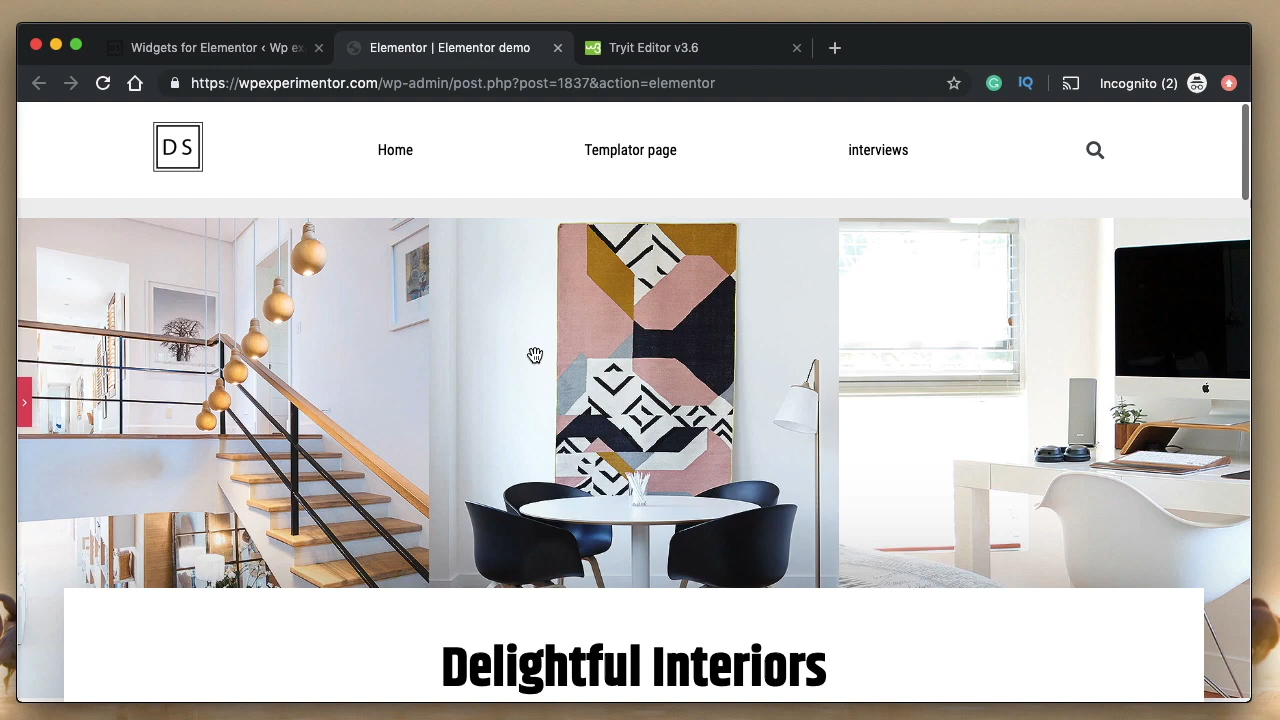 Widgets for Elementor ‹ Wp ex
Elementor | Elementor demo
Tryit Editor v3.6
https://wpexperimentor.com/wp-admin/post.php?post=1837&action=elementor
IQ
Incognito (2)
DS
Home
Templator page
interviews
Delightful Interiors